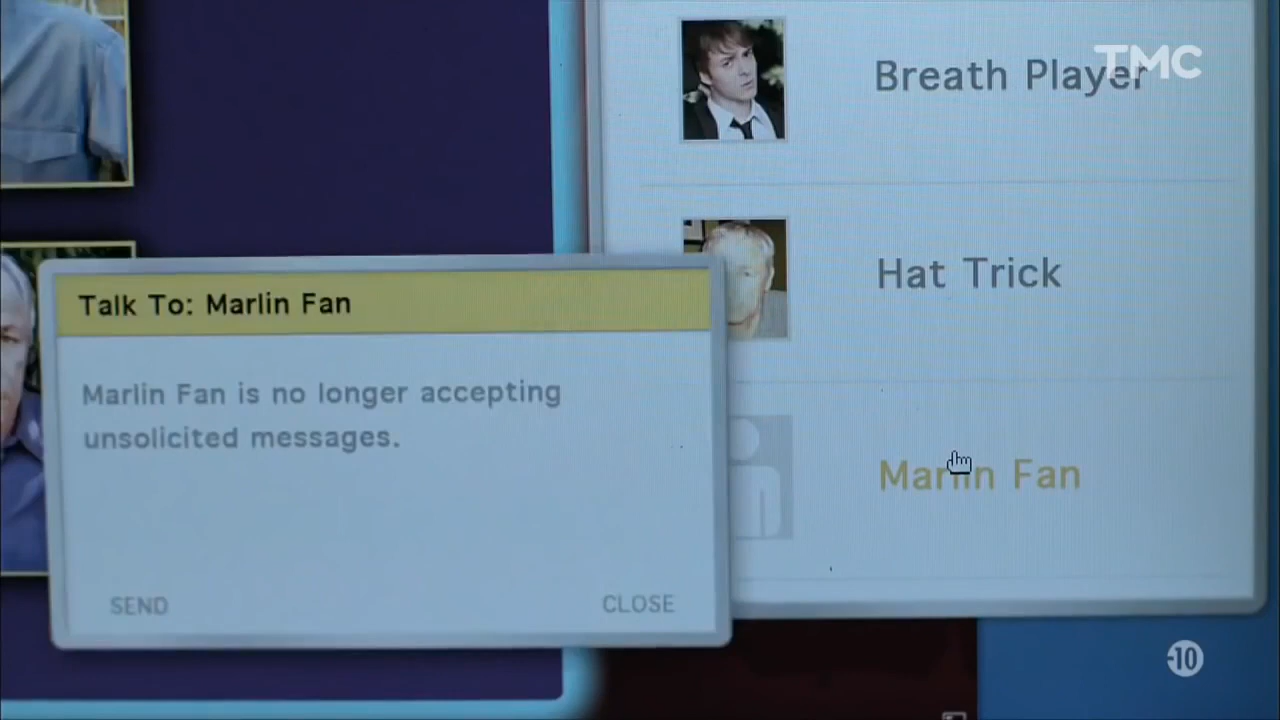 TMC
Breath Player
Hat Trick
Talk To: Marlin Fan
Marlin Fan is no longer accepting
unsolicited messages.
Marlin Fan
SEND
CLOSE
-10